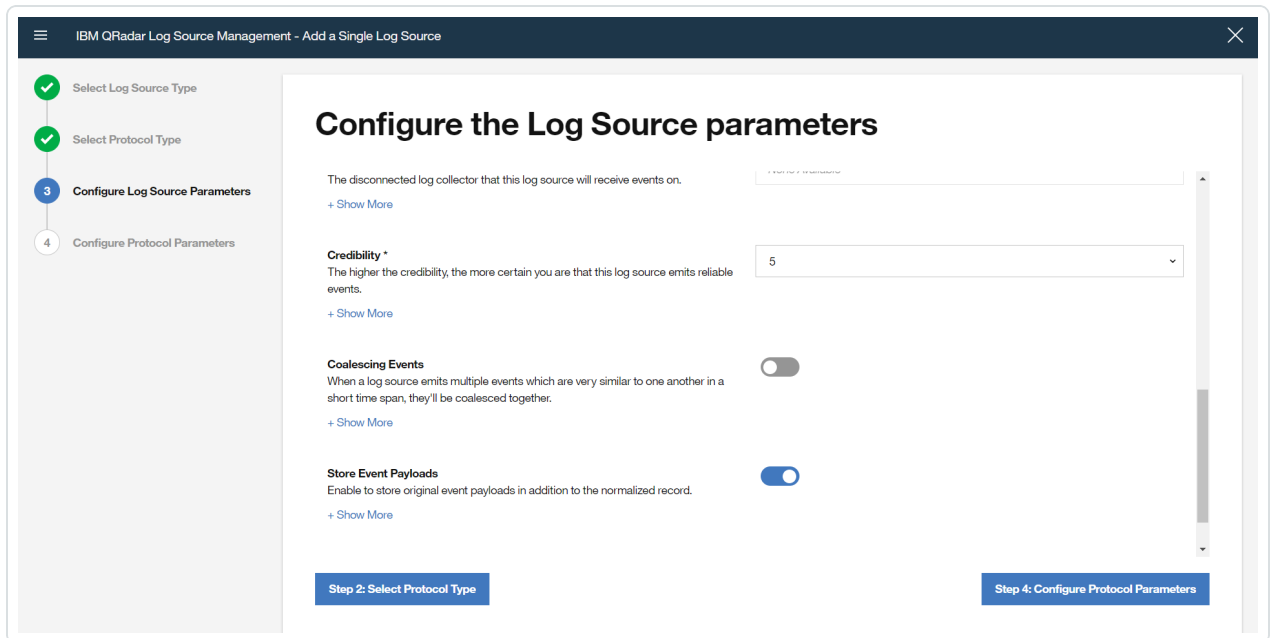 IBM QRadar Log Source Management - Add a Single Log Source
Select Log Source Type
Select Protocol Type
3 Configure Log Source Parameters
4 Configure Protocol Parameters
Configure the Log Source parameters
The disconnected log collector that this log source will receive events on.
None Available
+ Show More
Credibility *
The higher the credibility, the more certain you are that this log source emits reliable
events.
5
+ Show More
Coalescing Events
When a log source emits multiple events which are very similar to one another in a
short time span, they'll be coalesced together.
+ Show More
Store Event Payloads
Enable to store original event payloads in addition to the normalized record.
+ Show More
Step 2: Select Protocol Type
Step 4: Configure Protocol Parameters